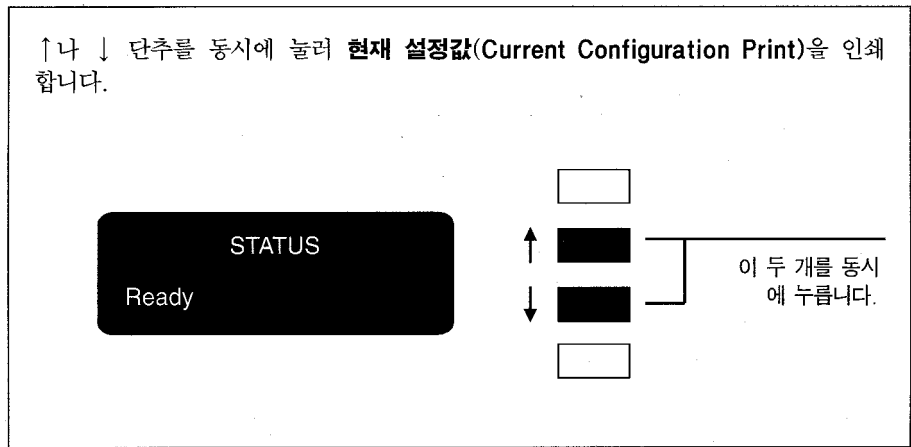 ↑나 ↓ 단추를 동시에 눌러 현재 설정값(Current Configuration Print)을 인쇄
합니다.
STATUS
Ready
↑
↓
이 두 개를 동시
에 누릅니다.